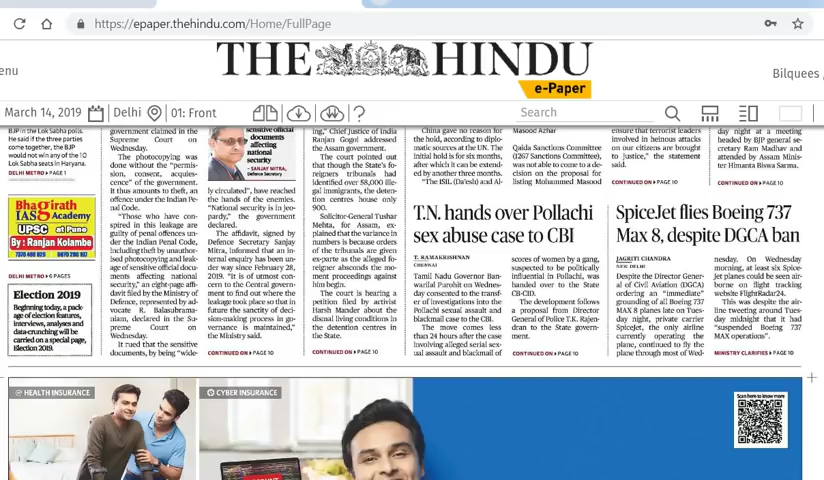 https://epaper.thehindu.com/Home/FullPage
THE HINDU
e-Paper
enu
Bilquees
March 14, 2019
Delhi
01: Front
?
Search
BJP in the Lok Sabha polls.
He said if the three parties
come together, the BJP
would not win any of the 10
Lok Sabha seats in Haryana.
DELHI METRO PAGE 1
Bhagirath
IAS Academy
UPSC at Pune
By : Ranjan Kolambe
DELHI METRO 6 PAGES
Election 2019
Beginning today, a pack-
age of election features,
interviews, analyses and
data-crunching will be
carried on a special page,
Election 2019.
government claimed in the
Supreme Court on
Wednesday.
The photocopying was
done without the "permis-
sion, consent, acquies-
cence" of the government.
It thus amounts to theft, an
offence under the Indian Pe-
nal Code.
"Those who have con-
spired in this leakage are
guilty of penal offences un-
der the Indian Penal Code,
including theft by unauthor-
ised photocopying and leak-
age of sensitive official docu-
ments affecting national
security," an eight-page affi-
davit filed by the Ministry of
Defence, represented by ad-
vocate R. Balasubrama-
nian, declared in the Su-
preme Court on
Wednesday.
It rued that the sensitive
documents, by being "wide-
sensitive official
documents
affecting
national
security
SANJAY MITRA,
Defence Secretary
ly circulated", have reached
the hands of the enemies.
"National security is in jeo-
pardy," the government
declared.
The affidavit, signed by
Defence Secretary Sanjay
Mitra, informed that an in-
ternal enquiry has been un-
der way since February 28,
2019. "It is of utmost con-
cern to the Central govern-
ment to find out where the
leakage took place so that in
future the sanctity of deci-
sion-making process in go-
vernance is maintained,"
the Ministry said.
CONTINUED ON PAGE 10
ing," Chief Justice of India
Ranjan Gogoi addressed
the Assam government.
The court pointed out
that though the State's fo-
reigners tribunals had
identified over 58,000 ille-
gal immigrants, the deten-
tion centres house only
900.
Solicitor-General Tushar
Mehta, for Assam, ex-
plained that the variance in
numbers is because orders
of the tribunals are given
ex-parte as the alleged fo-
reigner absconds the mo-
ment proceedings against
him begin.
The court is hearing a
petition filed by activist
Harsh Mander about the
dismal living conditions in
the detention centres in
the State.
CONTINUED ON PAGE 10
China gave no reason for
the hold, according to diplo-
matic sources at the UN. The
initial hold is for six months,
after which it can be extend-
ed by another three months.
"The ISIL (Da'esh) and Al-
Masood Azhar
Qaida Sanctions Committee
(1267 Sanctions Committee),
was not able to come to a de-
cision on the proposal for
listing Mohammed Masood
ensure that terrorist leaders
involved in heinous attacks
on our citizens are brought
to justice," the statement
said.
CONTINUED ON PAGE 10
day night at a meeting
headed by BJP general se-
cretary Ram Madhav and
attended by Assam Minis-
ter Himanta Biswa Sarma.
CONTINUED ON PAGE 10
T.N. hands over Pollachi
sex abuse case to CBI
T. RAMAKRISHNAN
CHENNAI
Tamil Nadu Governor Ban-
warilal Purohit on Wednes-
day consented to the transf-
er of investigations into the
Pollachi sexual assault and
blackmail case to the CBI.
The move comes less
than 24 hours after the case
involving alleged serial sex-
ual assault and blackmail of
scores of women by a gang,
suspected to be politically
influential in Pollachi, was
handed over to the State
CB-CID.
The development follows
a proposal from Director
General of Police T.K. Rajen-
dran to the State govern-
ment.
CONTINUED ON PAGE 10
SpiceJet flies Boeing 737
Max 8, despite DGCA ban
JAGRITI CHANDRA
NEW DELHI
Despite the Director Gener-
al of Civil Aviation (DGCA)
ordering an "immediate"
grounding of all Boeing 737
MAX 8 planes late on Tues-
day night, private carrier
SpiceJet, the only airline
currently operating the
plane, continued to fly the
plane through most of Wed-
nesday. On Wednesday
morning, at least six Spice-
Jet planes could be seen air-
borne on flight tracking
website FlightRadar24.
This was despite the air-
line tweeting around Tues-
day midnight that it had
"suspended Boeing 737
MAX operations".
MINISTRY CLARIFIES PAGE 10
HEALTH INSURANCE
CYBER INSURANCE
Scan here to know more
ACCOUNT